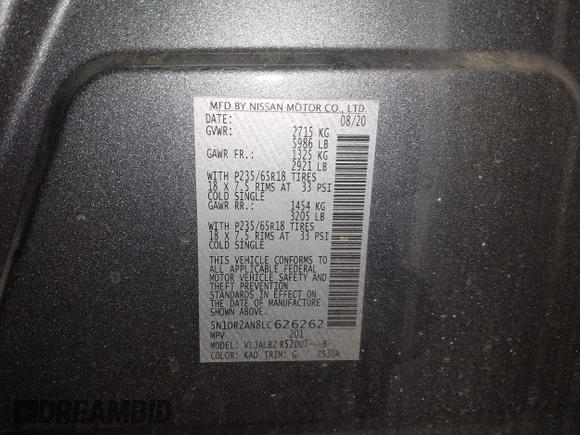 MFD BY NISSAN MOTOR CO., LTD.
DATE: 08/20
GVWR: 2715 KG
5986 LB
GAWR FR.: 1325 KG
2921 LB
WITH P235/65R18 TIRES
18 X 7.5 RIMS AT 33 PSI
COLD SINGLE
GAWR RR.: 1454 KG
3205 LB
WITH P235/65R18 TIRES
18 X 7.5 RIMS AT 33 PSI
COLD SINGLE
THIS VEHICLE CONFORMS TO
ALL APPLICABLE FEDERAL
MOTOR VEHICLE SAFETY AND
THEFT PREVENTION
STANDARDS IN EFFECT ON
THE DATE OF MANUFACTURE
SHOWN ABOVE.
5N1DR2AN8LC626262
MPV 201
MODEL: VLJALBZ R520U7---B-
COLOR: KAD TRIM: G 2530A
DREAMBID